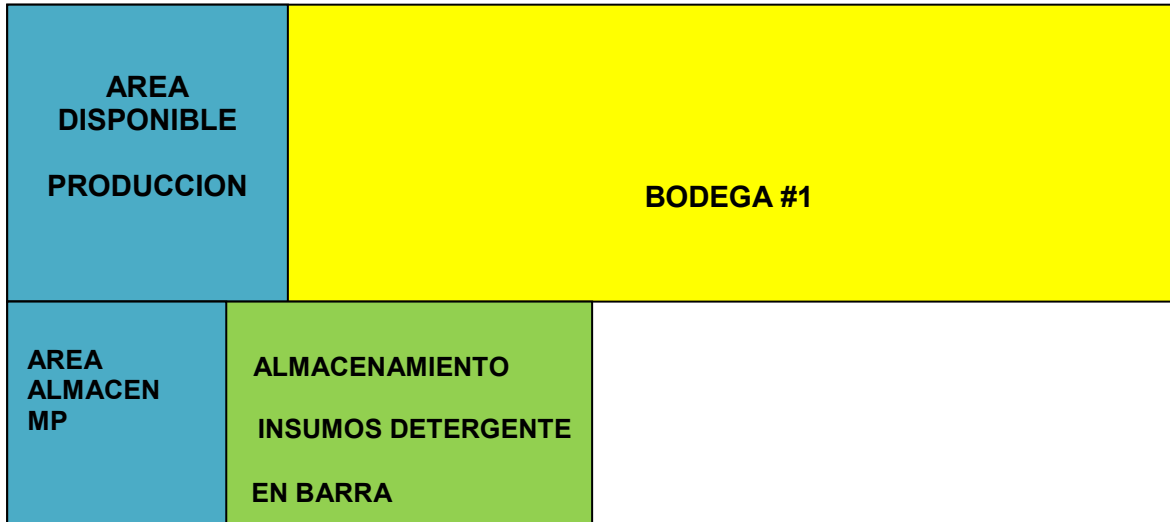 AREA
DISPONIBLE
PRODUCCION
BODEGA #1
AREA
ALMACEN
MP
ALMACENAMIENTO
INSUMOS DETERGENTE
EN BARRA